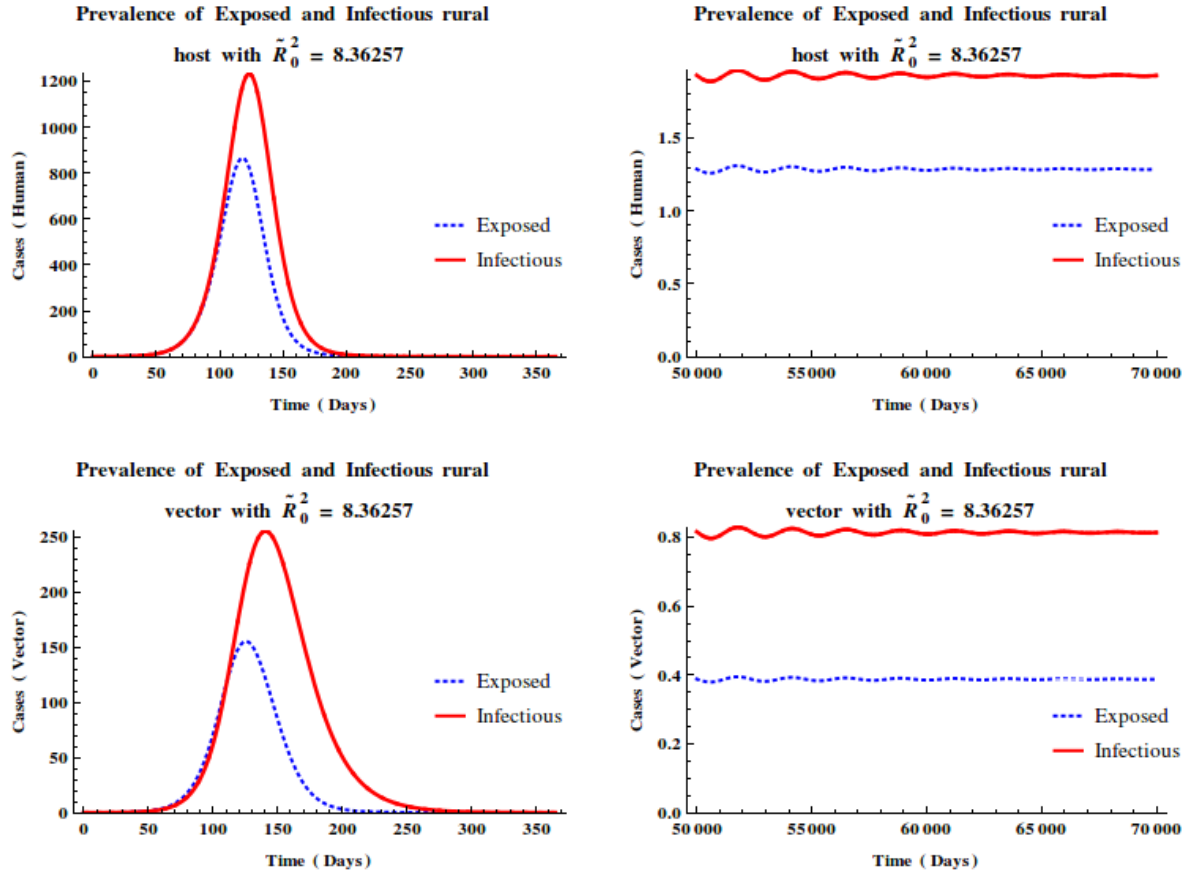 Prevalence of Exposed and Infectious rural
host with R̃₀² = 8.36257
1200
1000
800
600
400
200
0
Cases ( Human )
Exposed
Infectious
0 50 100 150 200 250 300 350
Time ( Days )
Prevalence of Exposed and Infectious rural
host with R̃₀² = 8.36257
1.5
1.0
0.5
0.0
Cases ( Human )
Exposed
Infectious
50 000 55 000 60 000 65 000 70 000
Time ( Days )
Prevalence of Exposed and Infectious rural
vector with R̃₀² = 8.36257
250
200
150
100
50
0
Cases ( Vector )
Exposed
Infectious
0 50 100 150 200 250 300 350
Time ( Days )
Prevalence of Exposed and Infectious rural
vector with R̃₀² = 8.36257
0.8
0.6
0.4
0.2
0.0
Cases ( Vector )
Exposed
Infectious
50 000 55 000 60 000 65 000 70 000
Time ( Days )